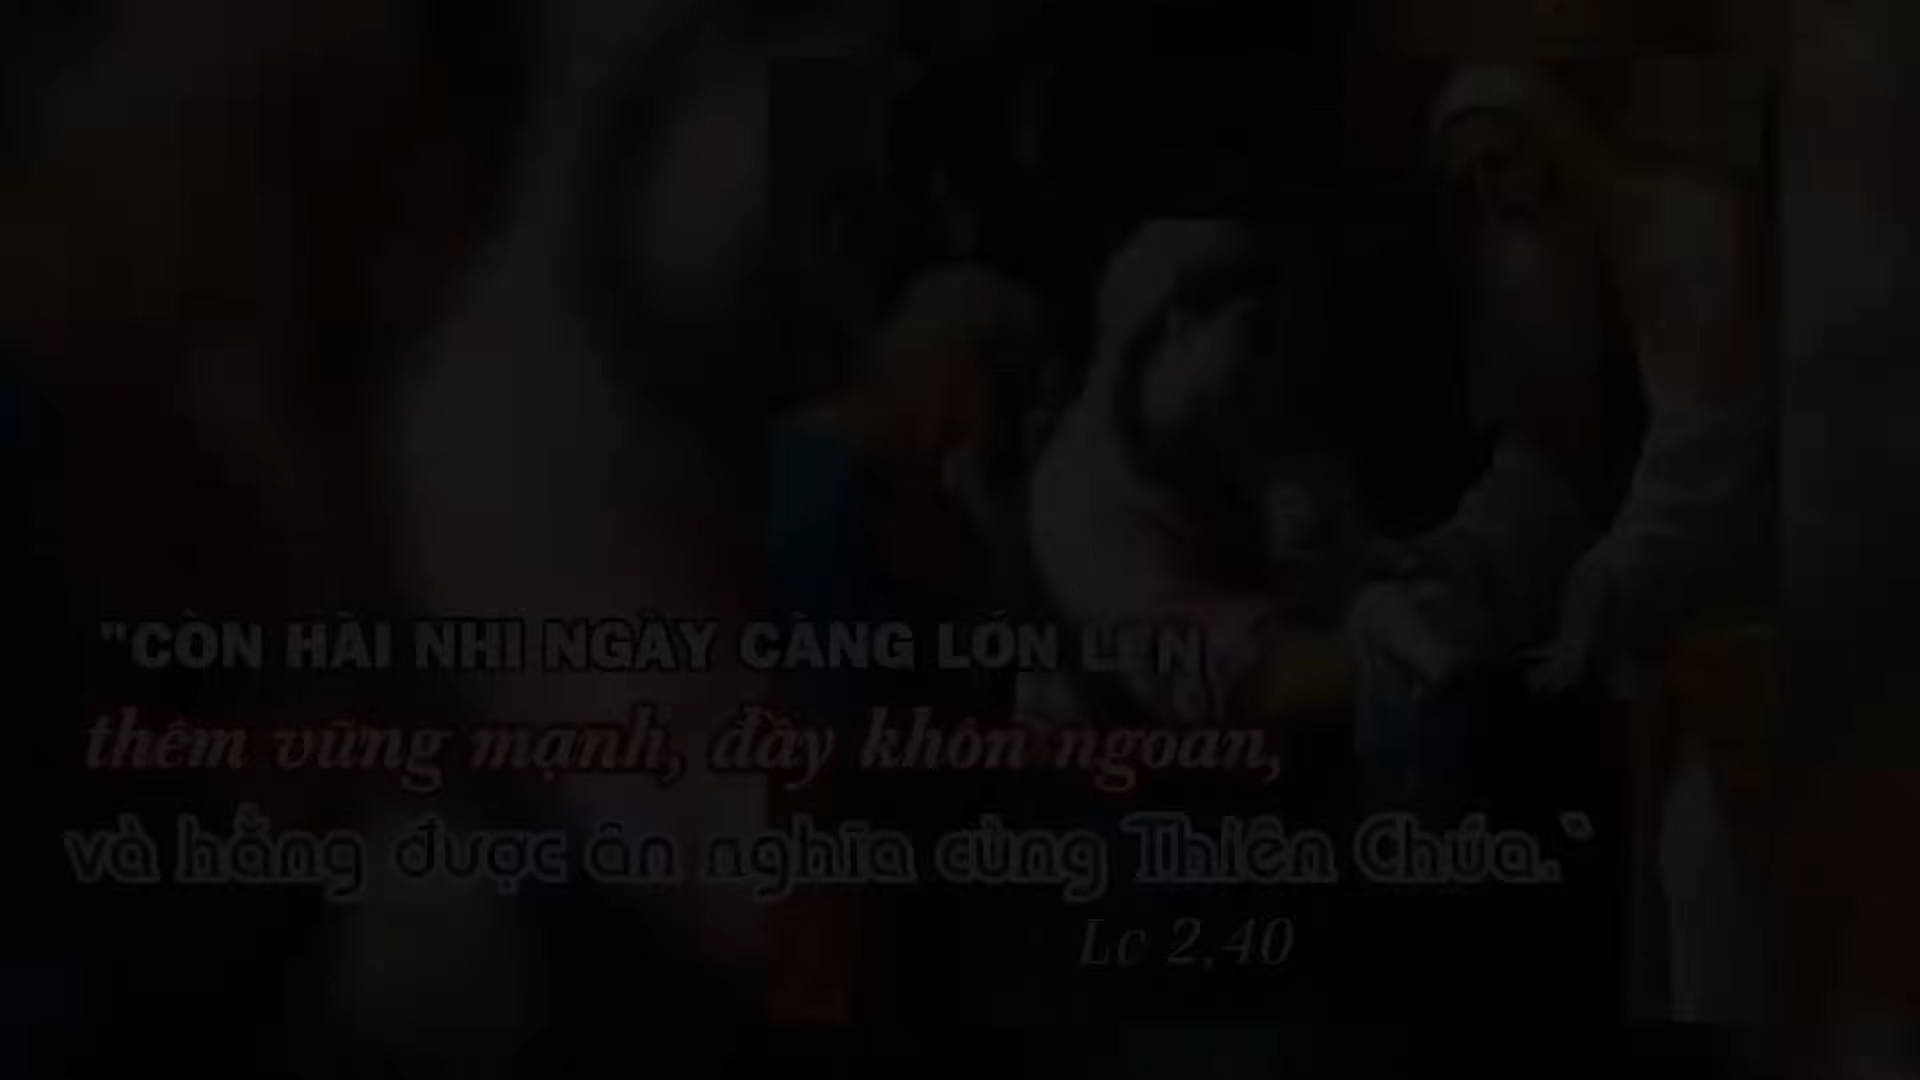 "CÒN HÀI NHI NGÀY CÀNG LỚN LÊN
thêm vững mạnh, đầy khôn ngoan,
và hằng được ân nghĩa cùng Thiên Chúa."
Lc 2,40